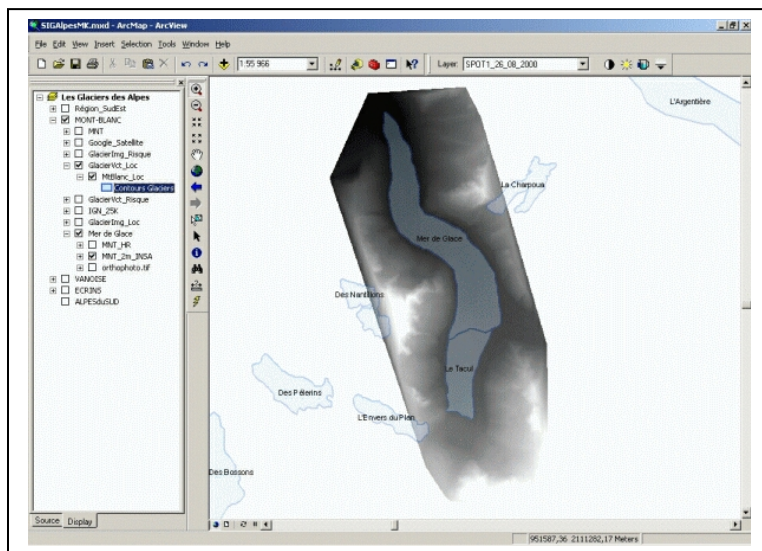 SIGAlpesMK.mxd - ArcMap - ArcView
File Edit View Insert Selection Tools Window Help
1:55 966
Layer: SPOT1_26_08_2000
Les Glaciers des Alpes
Région_SudEst
MONT-BLANC
MNT
Google_Satellite
GlacierImg_Risque
GlacierVct_Loc
MtBlanc_Loc
Contours Glaciers
GlacierVct_Risque
IGN_25K
GlacierImg_Loc
Mer de Glace
MNT_HR
MNT_2m_INSA
orthophoto.tif
VANOISE
ECRINS
ALPESduSUD
L'Argentière
La Charpoua
Mer de Glace
Des Nantillons
Le Tacul
Des Pélerins
L'Envers du Plan
Des Bossons
Source Display
951587,36 2111282,17 Meters